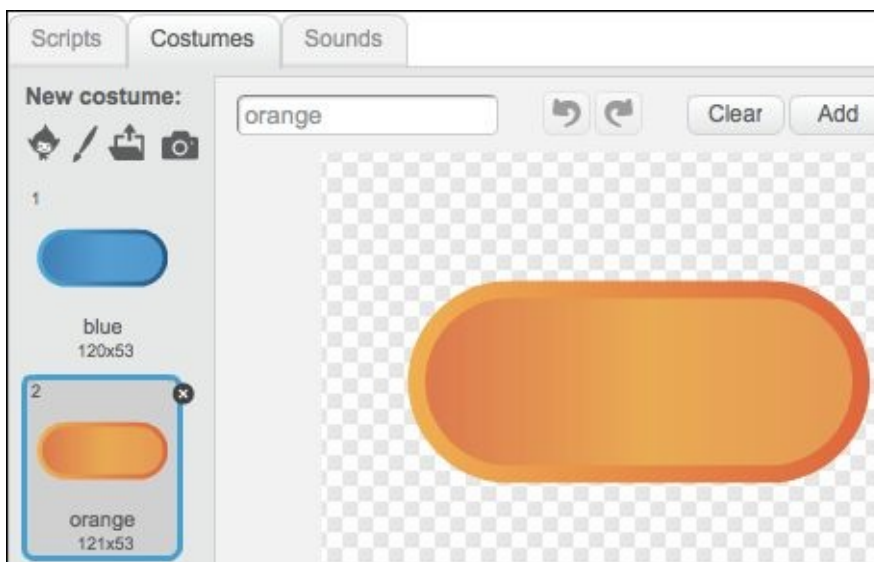 Scripts Costumes Sounds
New costume:
orange Clear Add
1
blue
120x53
2
orange
121x53